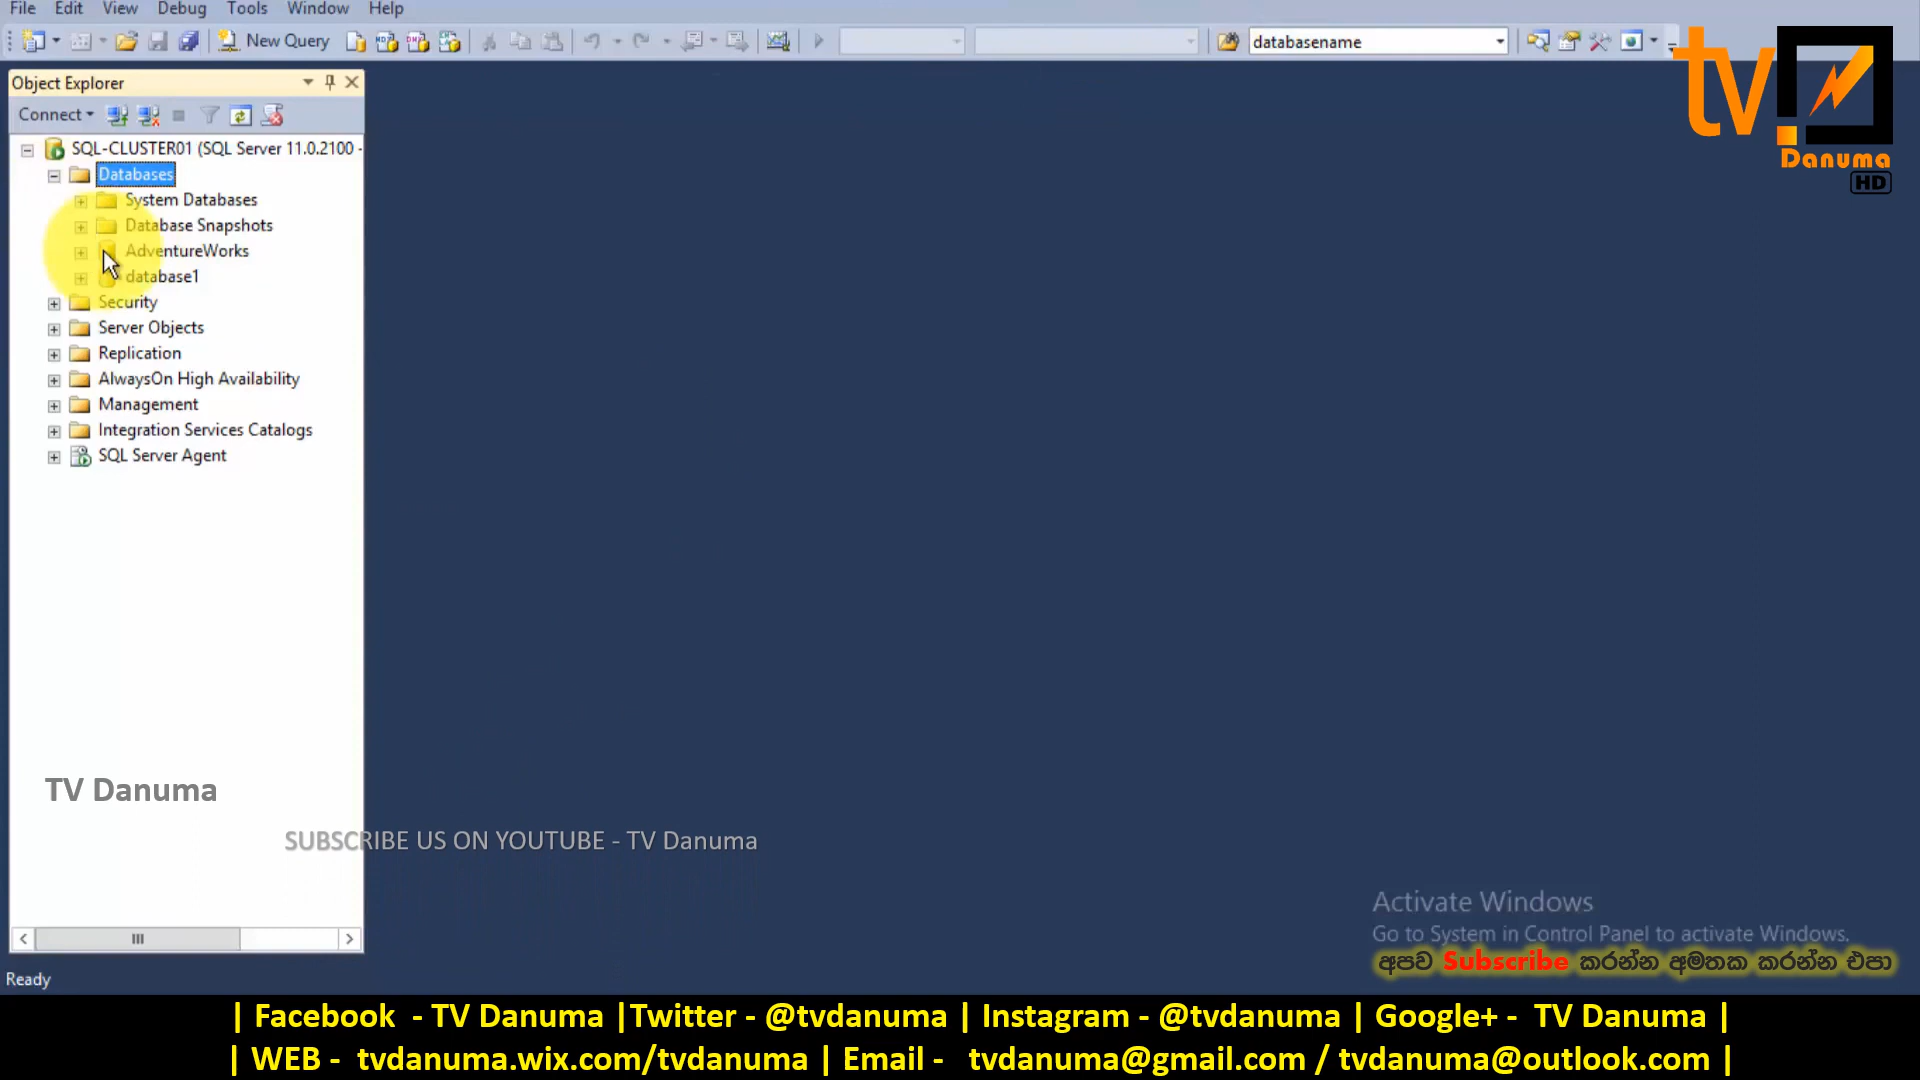 File Edit View Debug Tools Window Help
New Query databasename
tv
Danuma
HD
Object Explorer
Connect
SQL-CLUSTER01 (SQL Server 11.0.2100 -
Databases
System Databases
Database Snapshots
AdventureWorks
database1
Security
Server Objects
Replication
AlwaysOn High Availability
Management
Integration Services Catalogs
SQL Server Agent
TV Danuma
SUBSCRIBE US ON YOUTUBE - TV Danuma
Activate Windows
Go to System in Control Panel to activate Windows.
අපව Subscribe කරන්න අමතක කරන්න එපා
Ready
| Facebook - TV Danuma |Twitter - @tvdanuma | Instagram - @tvdanuma | Google+ - TV Danuma |
| WEB - tvdanuma.wix.com/tvdanuma | Email - tvdanuma@gmail.com / tvdanuma@outlook.com |